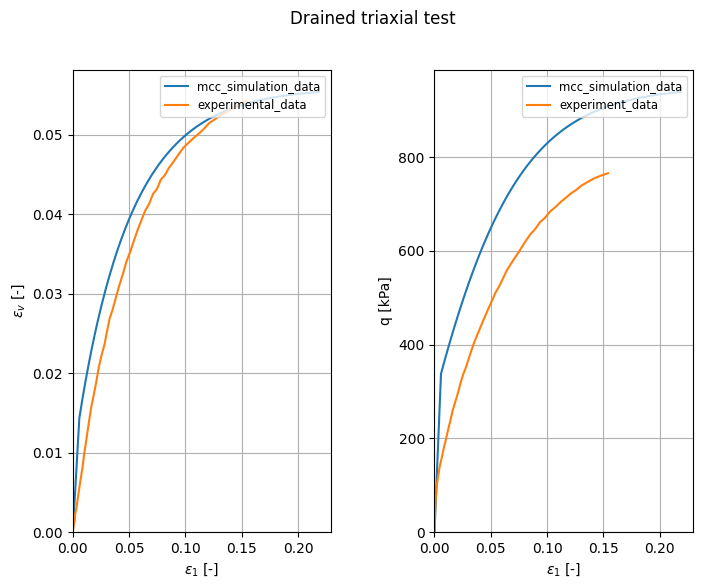 Drained triaxial test
mcc_simulation_data
experimental_data
0.05
0.04
0.03
0.02
0.01
0.00
εv [-]
0.00 0.05 0.10 0.15 0.20
ε1 [-]
mcc_simulation_data
experiment_data
800
600
400
200
0
q [kPa]
0.00 0.05 0.10 0.15 0.20
ε1 [-]